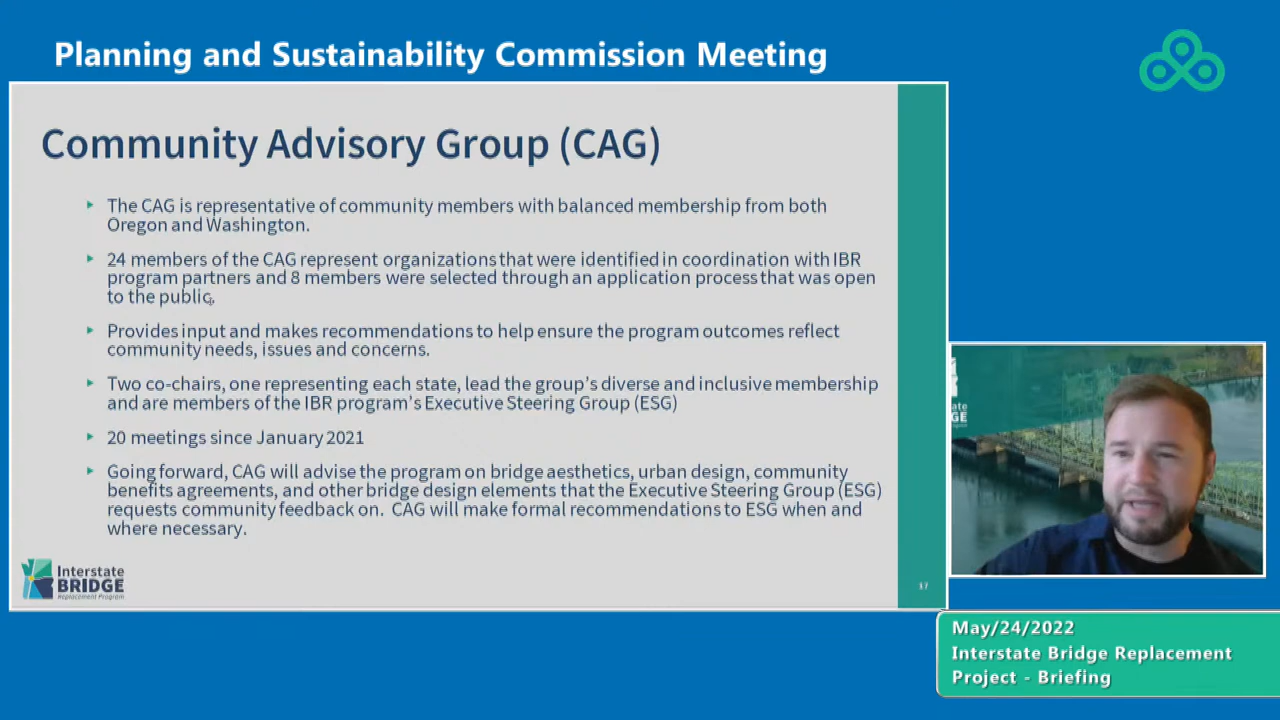 Planning and Sustainability Commission Meeting
Community Advisory Group (CAG)
The CAG is representative of community members with balanced membership from both
Oregon and Washington.
24 members of the CAG represent organizations that were identified in coordination with IBR
program partners and 8 members were selected through an application process that was open
to the public.
Provides input and makes recommendations to help ensure the program outcomes reflect
community needs, issues and concerns.
Two co-chairs, one representing each state, lead the group's diverse and inclusive membership
and are members of the IBR program's Executive Steering Group (ESG)
20 meetings since January 2021
Going forward, CAG will advise the program on bridge aesthetics, urban design, community
benefits agreements, and other bridge design elements that the Executive Steering Group (ESG)
requests community feedback on. CAG will make formal recommendations to ESG when and
where necessary.
Interstate
BRIDGE
Replacement Program
17
May/24/2022
Interstate Bridge Replacement
Project - Briefing